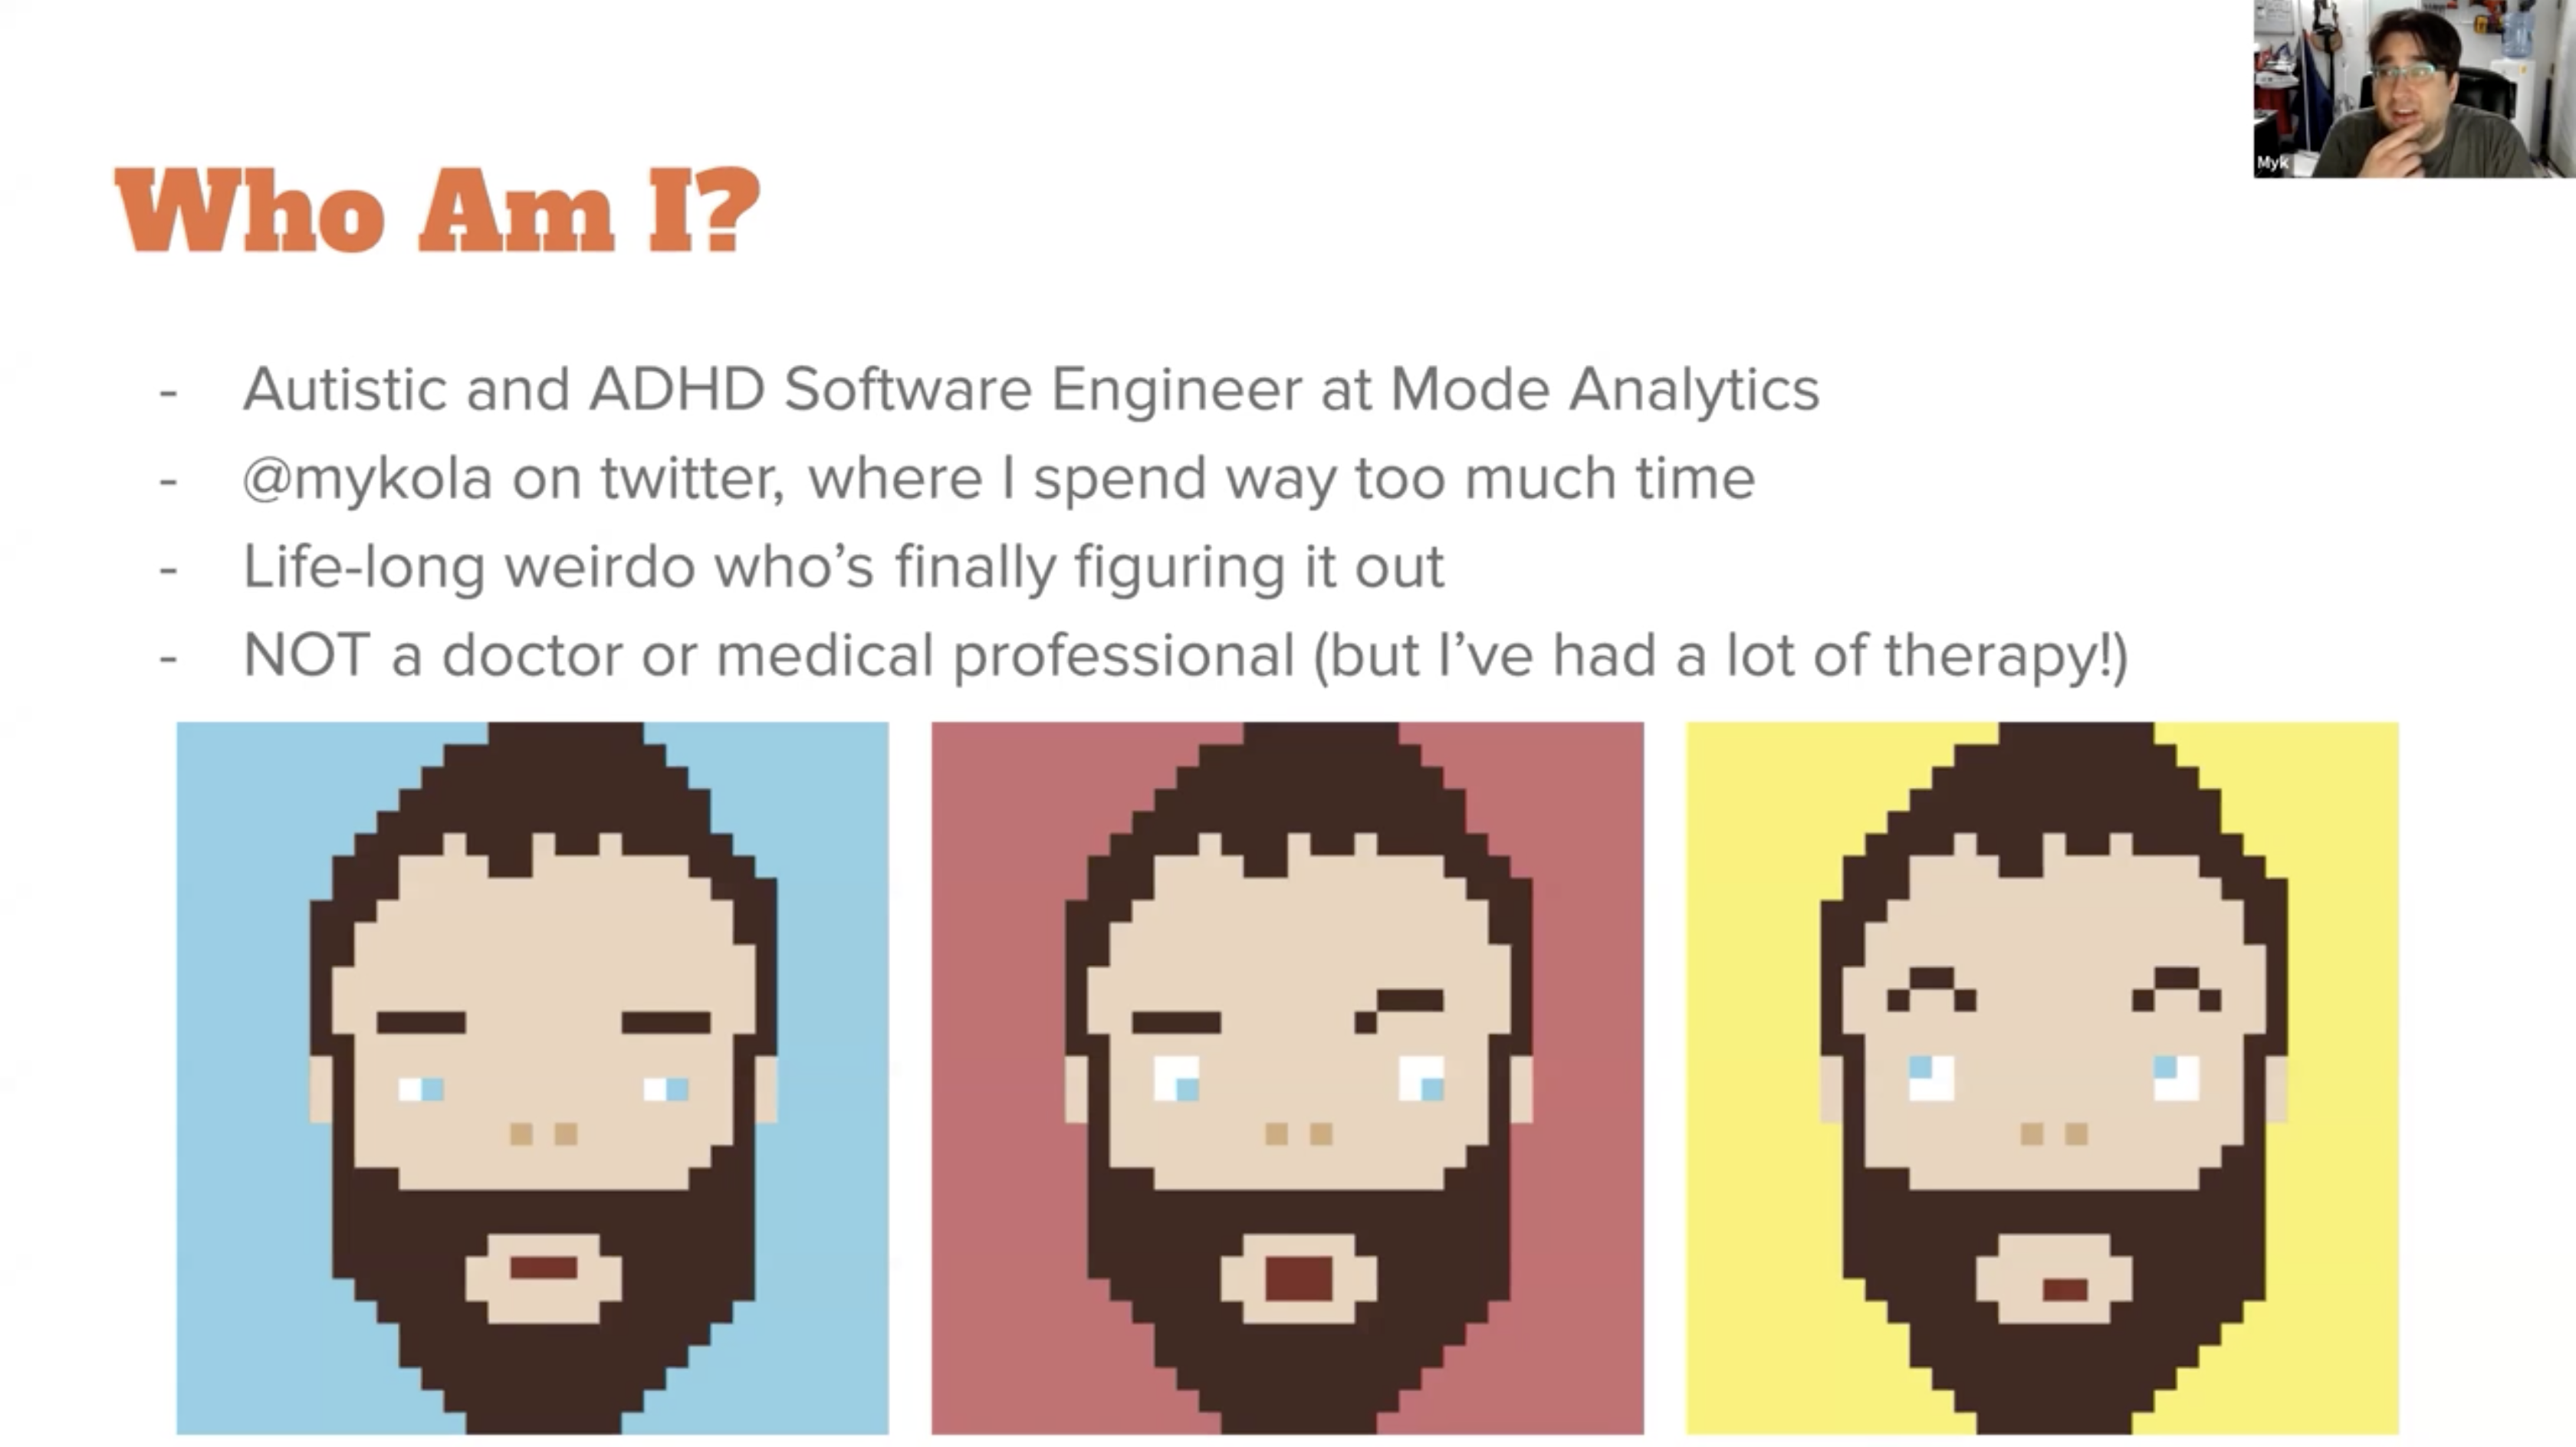 Myk
Who Am I?
- Autistic and ADHD Software Engineer at Mode Analytics
- @mykola on twitter, where I spend way too much time
- Life-long weirdo who’s finally figuring it out
- NOT a doctor or medical professional (but I’ve had a lot of therapy!)